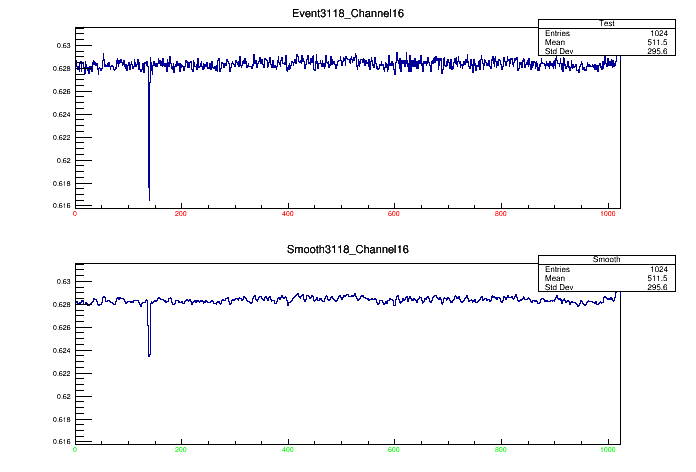 Event3118_Channel16
Test
Entries 1024
Mean 511.5
Std Dev 295.6
0.63
0.628
0.626
0.624
0.622
0.62
0.618
0.616
0 200 400 600 800 1000
Smooth3118_Channel16
Smooth
Entries 1024
Mean 511.5
Std Dev 295.6
0.63
0.628
0.626
0.624
0.622
0.62
0.618
0.616
0 200 400 600 800 1000